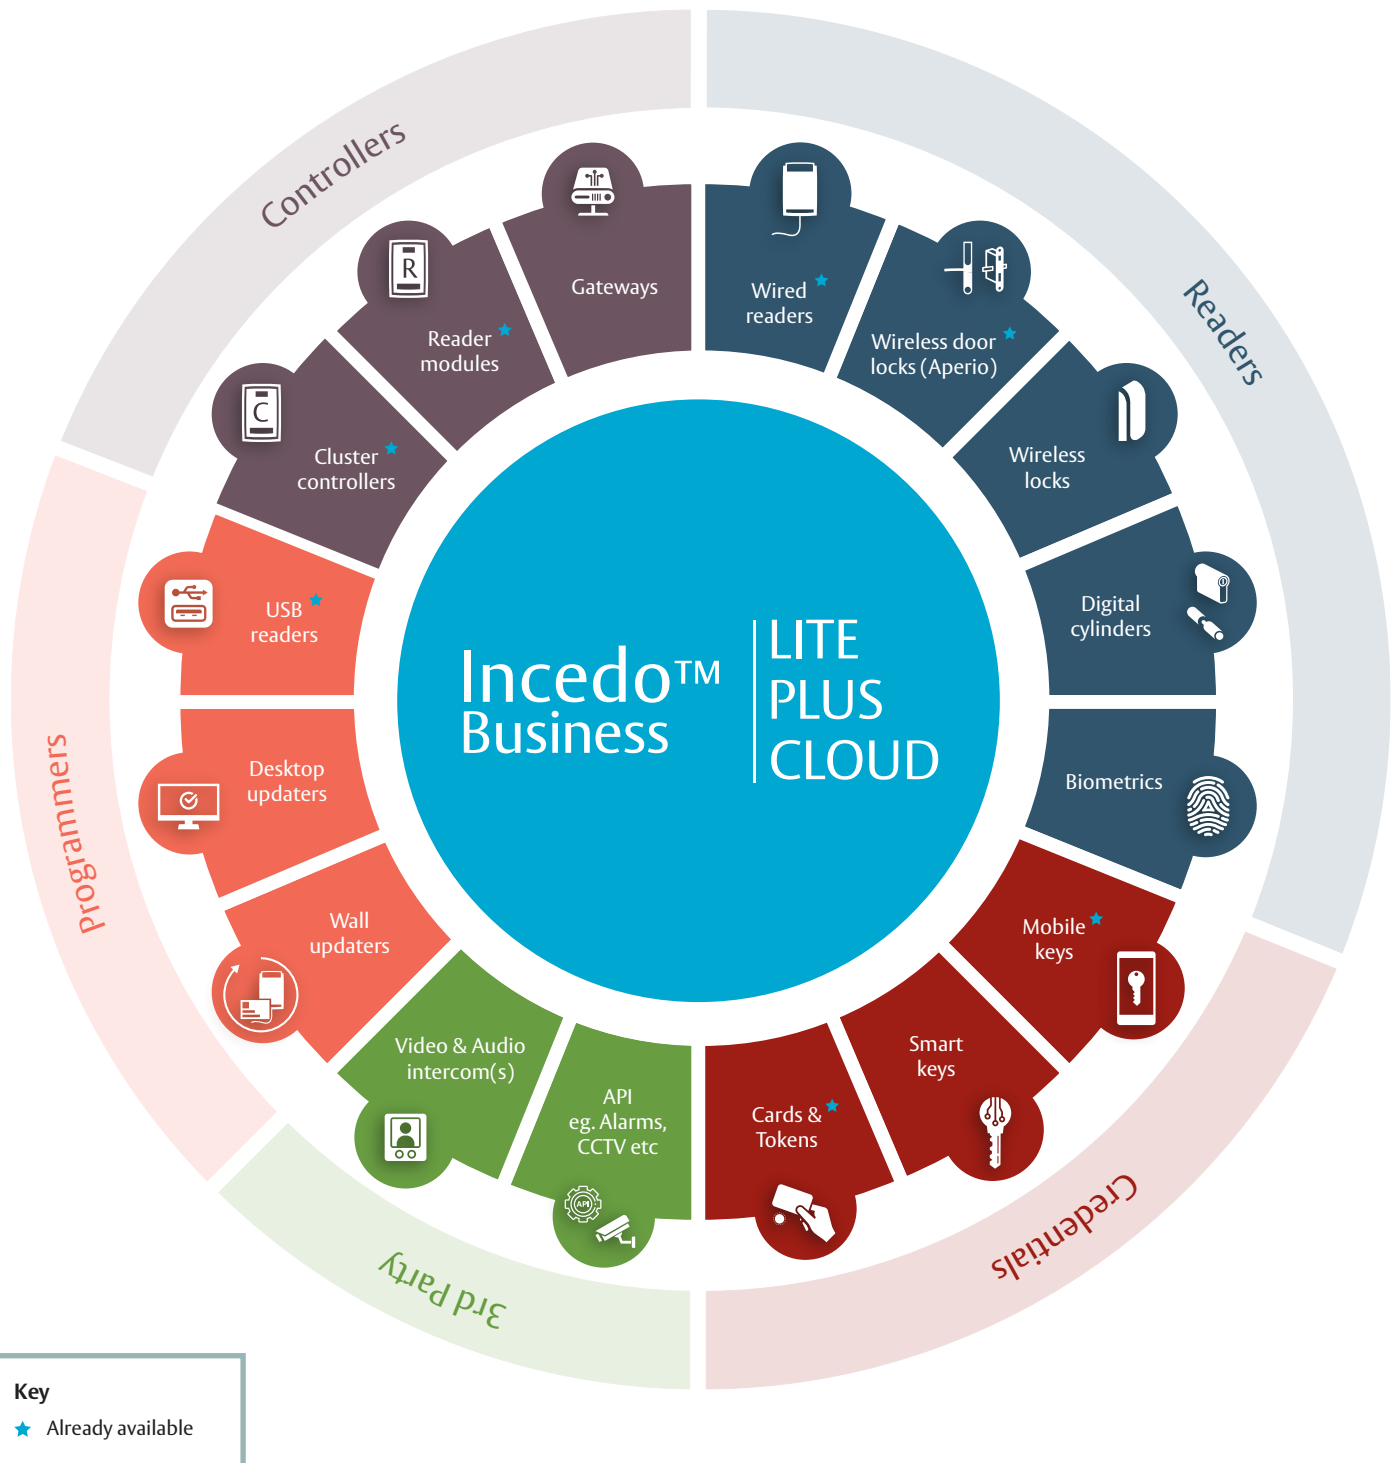 Controllers
Readers
Credentials
3rd Party
Programmers
Gateways
Reader
modules
Cluster
controllers
R
C
Wired
readers
Wireless door
locks (Aperio)
Wireless
locks
Digital
cylinders
Biometrics
Mobile
keys
Smart
keys
Cards &
Tokens
API
eg. Alarms,
CCTV etc
API
Video & Audio
intercom(s)
Wall
updaters
Desktop
updaters
USB
readers
Incedo™
Business
LITE
PLUS
CLOUD
Key
Already available